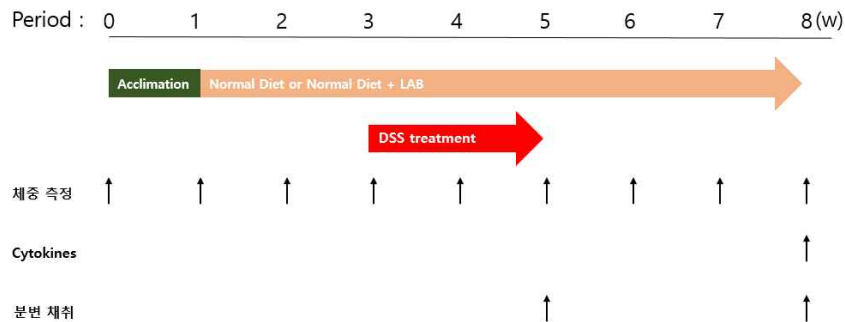 Period : 0 1 2 3 4 5 6 7 8 (w)
Acclimation Normal Diet or Normal Diet + LAB
DSS treatment
체중 측정
Cytokines
분변 채취